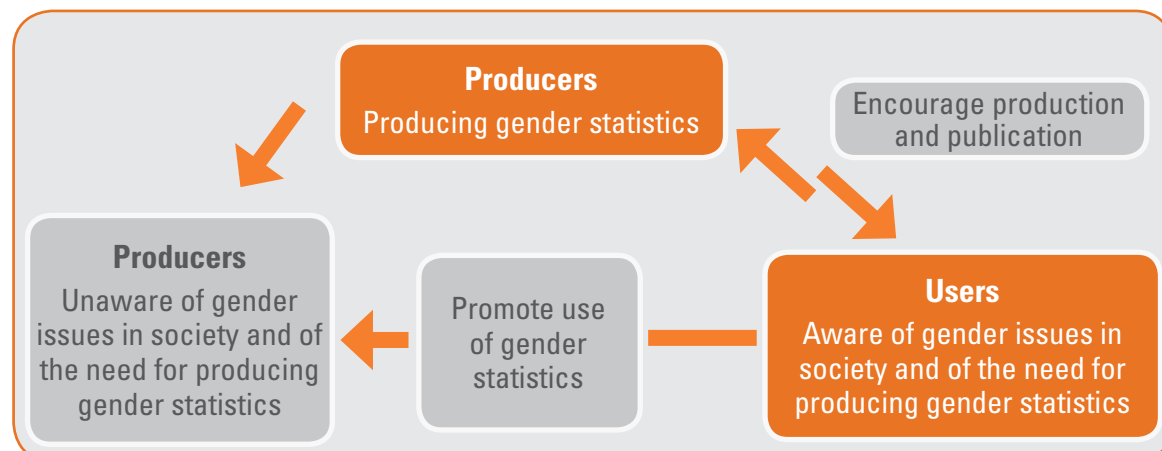 Producers
Producing gender statistics
Encourage production
and publication
Producers
Unaware of gender
issues in society and of
the need for producing
gender statistics
Promote use
of gender
statistics
Users
Aware of gender issues in
society and of the need for
producing gender statistics